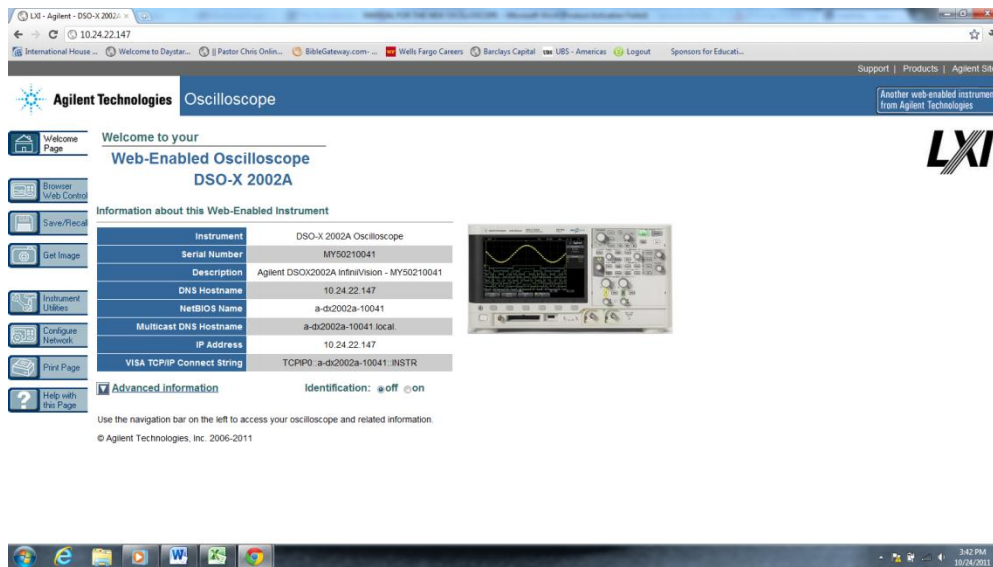 LXI - Agilent - DSO-X 2002A
10.24.22.147
International House ...
Welcome to Daystar...
|| Pastor Chris Onlin...
BibleGateway.com- ...
Wells Fargo Careers
Barclays Capital
UBS - Americas
Logout
Sponsors for Educati...
Support | Products | Agilent Site
Agilent Technologies Oscilloscope
Another web-enabled instrumen
from Agilent Technologies
Welcome
Page
Browser
Web Control
Save/Recal
Get Image
Instrument
Utilities
Configure
Network
Print Page
Help with
this Page
Welcome to your
Web-Enabled Oscilloscope
DSO-X 2002A
LXI
Information about this Web-Enabled Instrument
Instrument DSO-X 2002A Oscilloscope
Serial Number MY50210041
Description Agilent DSOX2002A InfiniiVision - MY50210041
DNS Hostname 10.24.22.147
NetBIOS Name a-dx2002a-10041
Multicast DNS Hostname a-dx2002a-10041.local.
IP Address 10.24.22.147
VISA TCP/IP Connect String TCPIP0::a-dx2002a-10041::INSTR
Advanced information
Identification: off on
Use the navigation bar on the left to access your oscilloscope and related information.
© Agilent Technologies, Inc. 2006-2011
3:42 PM
10/24/2011